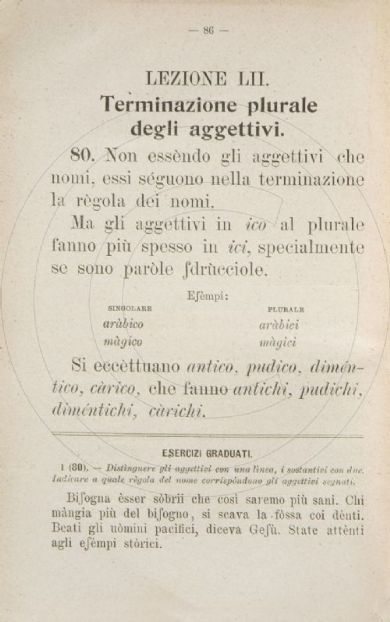 — 86 —
LEZIONE LII.
Terminazione plurale
degli aggettivi.
80. Non essèndo gli aggettivi che
nomi, essi séguono nella terminazione
la règola dei nomi.
Ma gli aggettivi in ico al plurale
fanno più spesso in ici, specialmente
se sono paròle ſdrùcciole.
Eſèmpi:
SINGOLARE PLURALE
aràbico aràbici
màgico màgici
Si eccèttuano antico, pudico, dimén-
tico, càrico, che fanno antichi, pudichi,
diméntichi, càrichi.
ESERCIZI GRADUATI.
1 (80). — Distinguere gli aggettivi con una linea, i sostantivi con due.
Indicare a quale règola del nome corrispóndono gli aggettivi segnati.
Biſogna èsser sòbrii che così saremo più sani. Chi
màngia più del biſogno, si scava la fòssa coi dènti.
Beati gli uòmini pacifici, diceva Geſù. State attènti
agli eſèmpi stòrici.